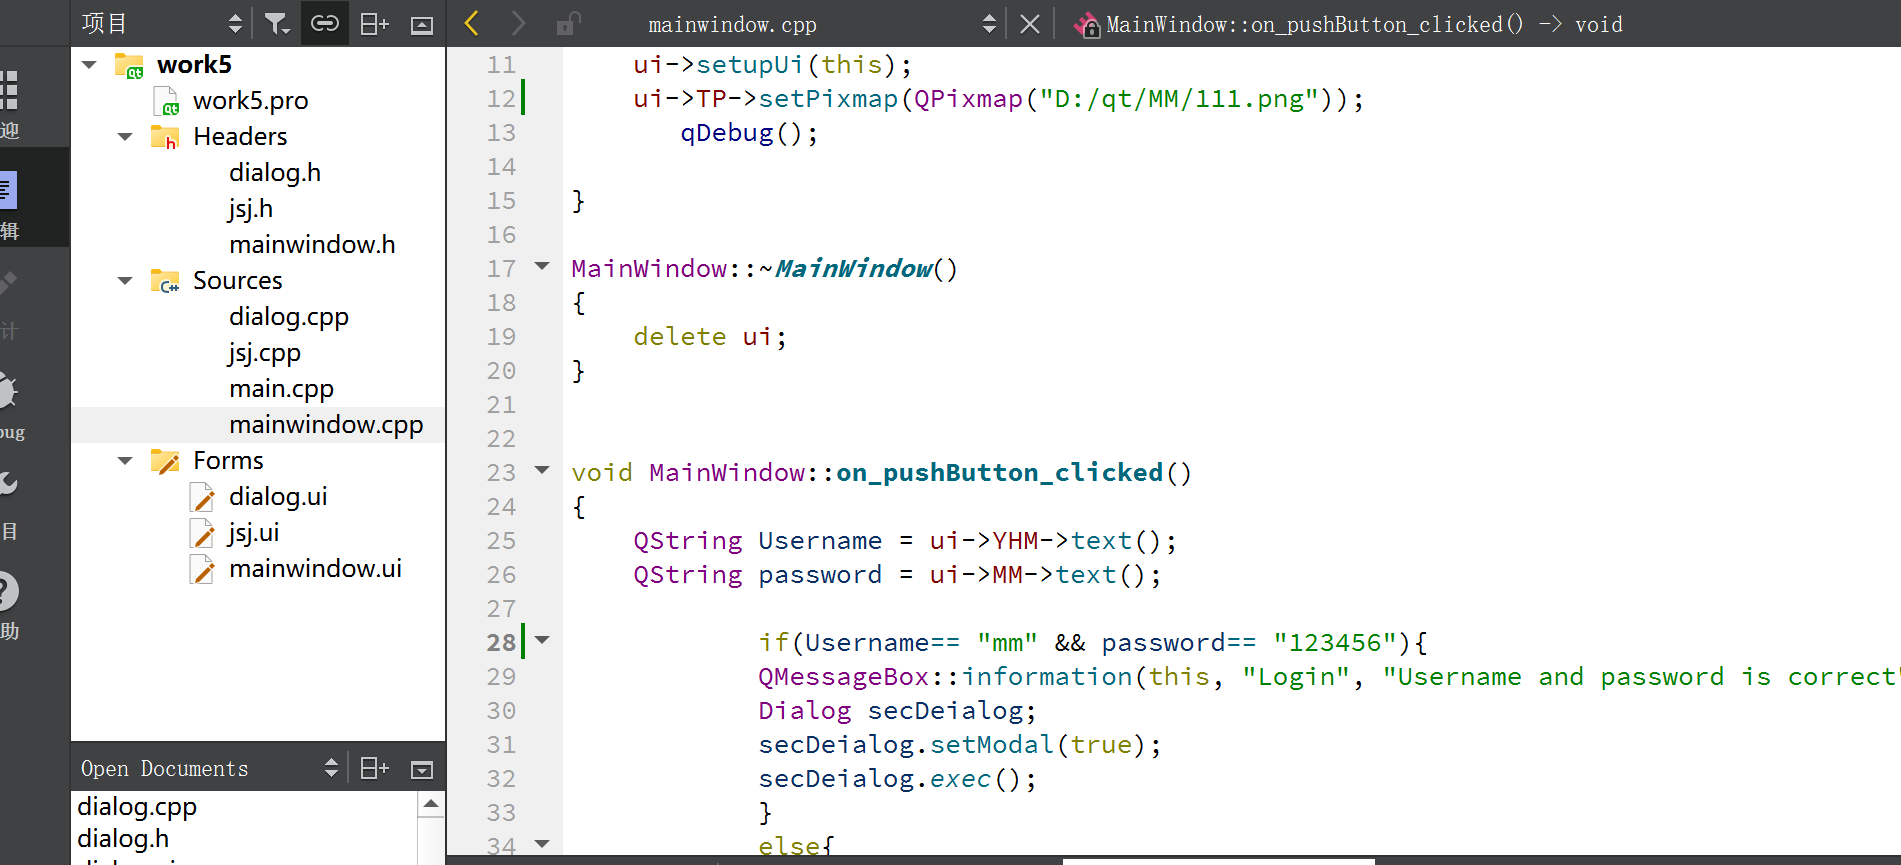 项目
mainwindow.cpp
MainWindow::on_pushButton_clicked() -> void
迎
辑
计
bug
目
助
work5
work5.pro
Headers
dialog.h
jsj.h
mainwindow.h
Sources
dialog.cpp
jsj.cpp
main.cpp
mainwindow.cpp
Forms
dialog.ui
jsj.ui
mainwindow.ui
Open Documents
dialog.cpp
dialog.h
11 ui->setupUi(this);
12 ui->TP->setPixmap(QPixmap("D:/qt/MM/111.png"));
13 qDebug();
14
15 }
16
17 MainWindow::~MainWindow()
18 {
19 delete ui;
20 }
21
22
23 void MainWindow::on_pushButton_clicked()
24 {
25 QString Username = ui->YHM->text();
26 QString password = ui->MM->text();
27
28 if(Username== "mm" && password== "123456"){
29 QMessageBox::information(this, "Login", "Username and password is correct"
30 Dialog secDeialog;
31 secDeialog.setModal(true);
32 secDeialog.exec();
33 }
34 else{